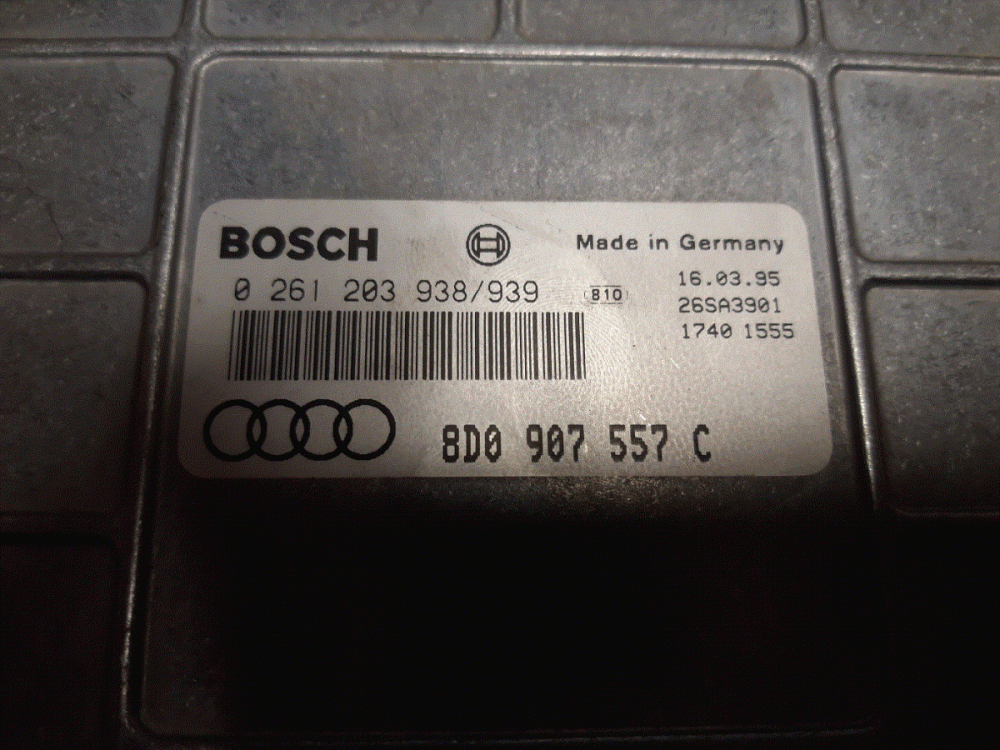 BOSCH
Made in Germany
0 261 203 938/939
810
16.03.95
26SA3901
1740 1555
8D0 907 557 C